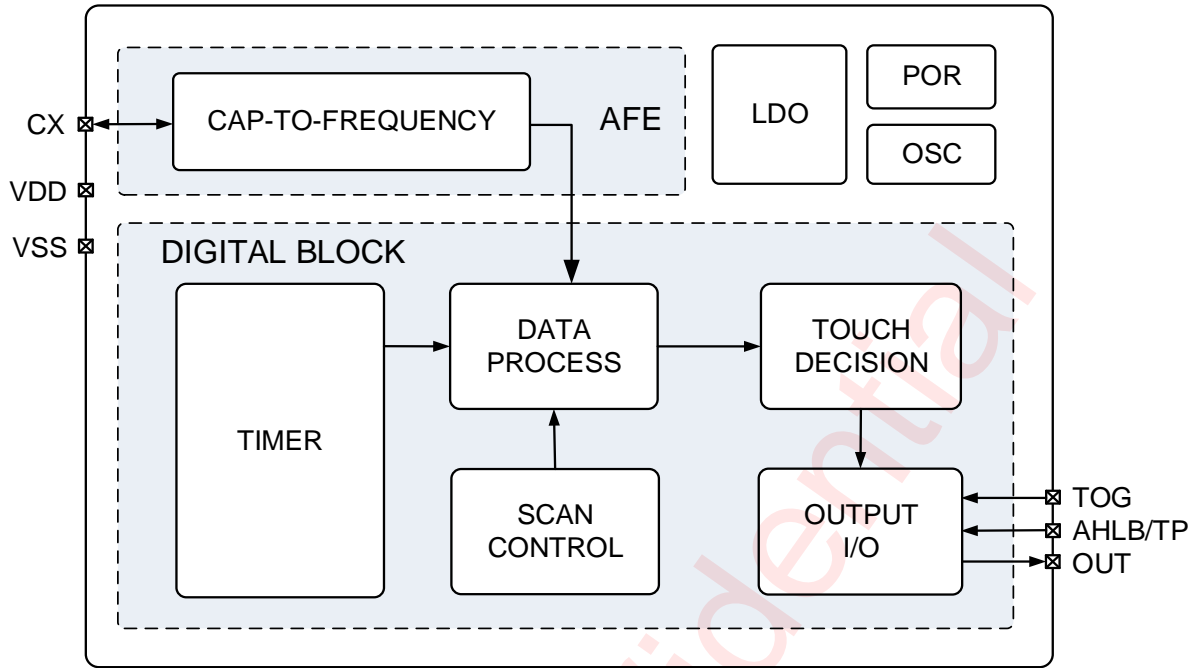 CX
VDD
VSS
CAP-TO-FREQUENCY
AFE
LDO
POR
OSC
DIGITAL BLOCK
TIMER
DATA
PROCESS
TOUCH
DECISION
SCAN
CONTROL
OUTPUT
I/O
TOG
AHLB/TP
OUT
fidential